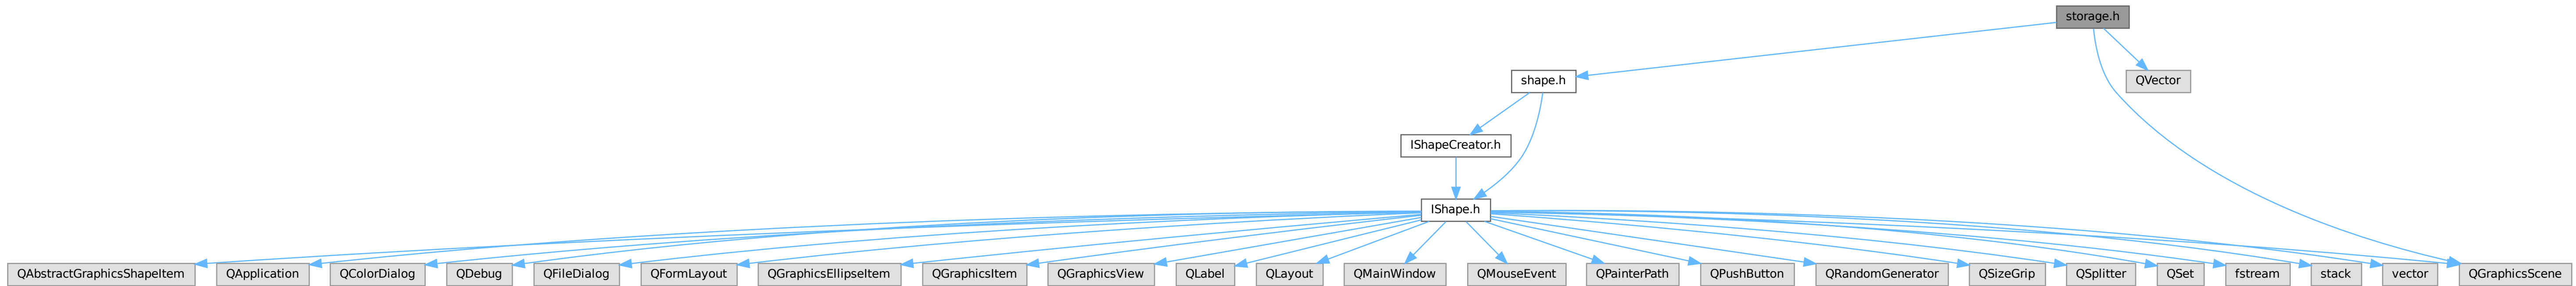 storage.h
shape.h
QVector
IShapeCreator.h
IShape.h
QAbstractGraphicsShapeItem
QApplication
QColorDialog
QDebug
QFileDialog
QFormLayout
QGraphicsEllipseItem
QGraphicsItem
QGraphicsView
QLabel
QLayout
QMainWindow
QMouseEvent
QPainterPath
QPushButton
QRandomGenerator
QSizeGrip
QSplitter
QSet
fstream
stack
vector
QGraphicsScene